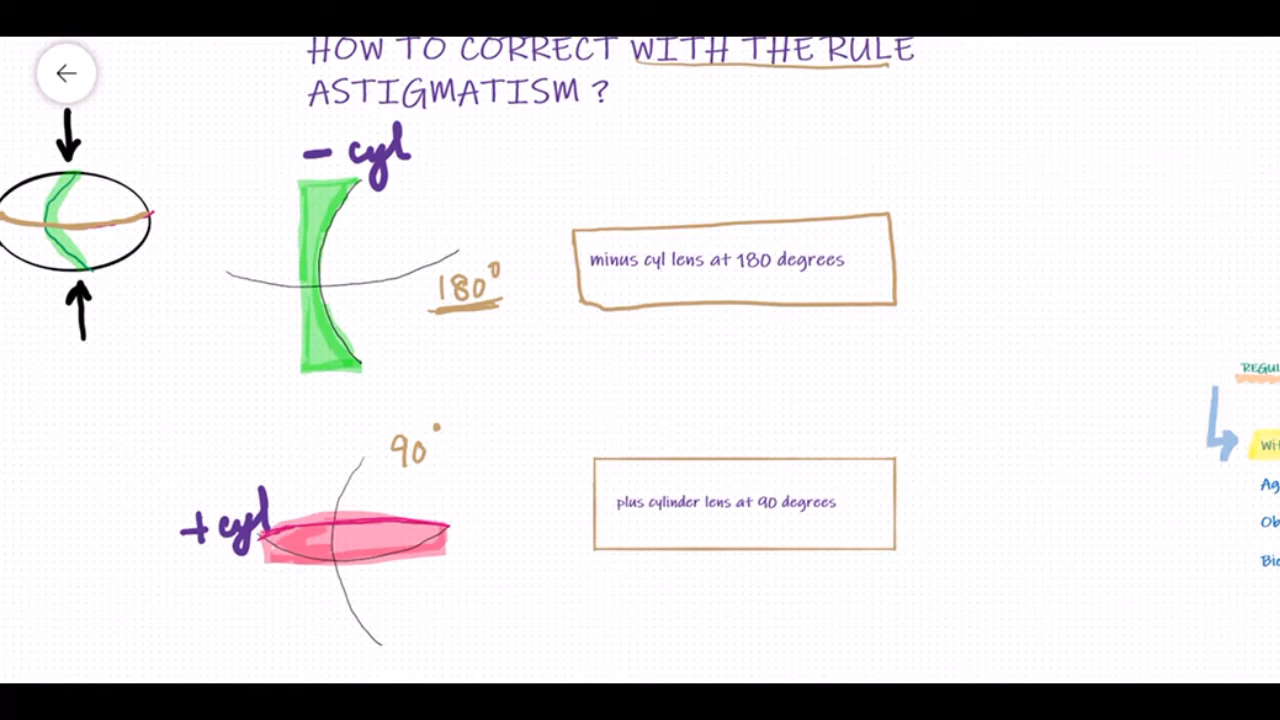 HOW TO CORRECT WITH THE RULE
ASTIGMATISM ?
- cyl
180°
minus cyl lens at 180 degrees
90°
+ cyl
plus cylinder lens at 90 degrees